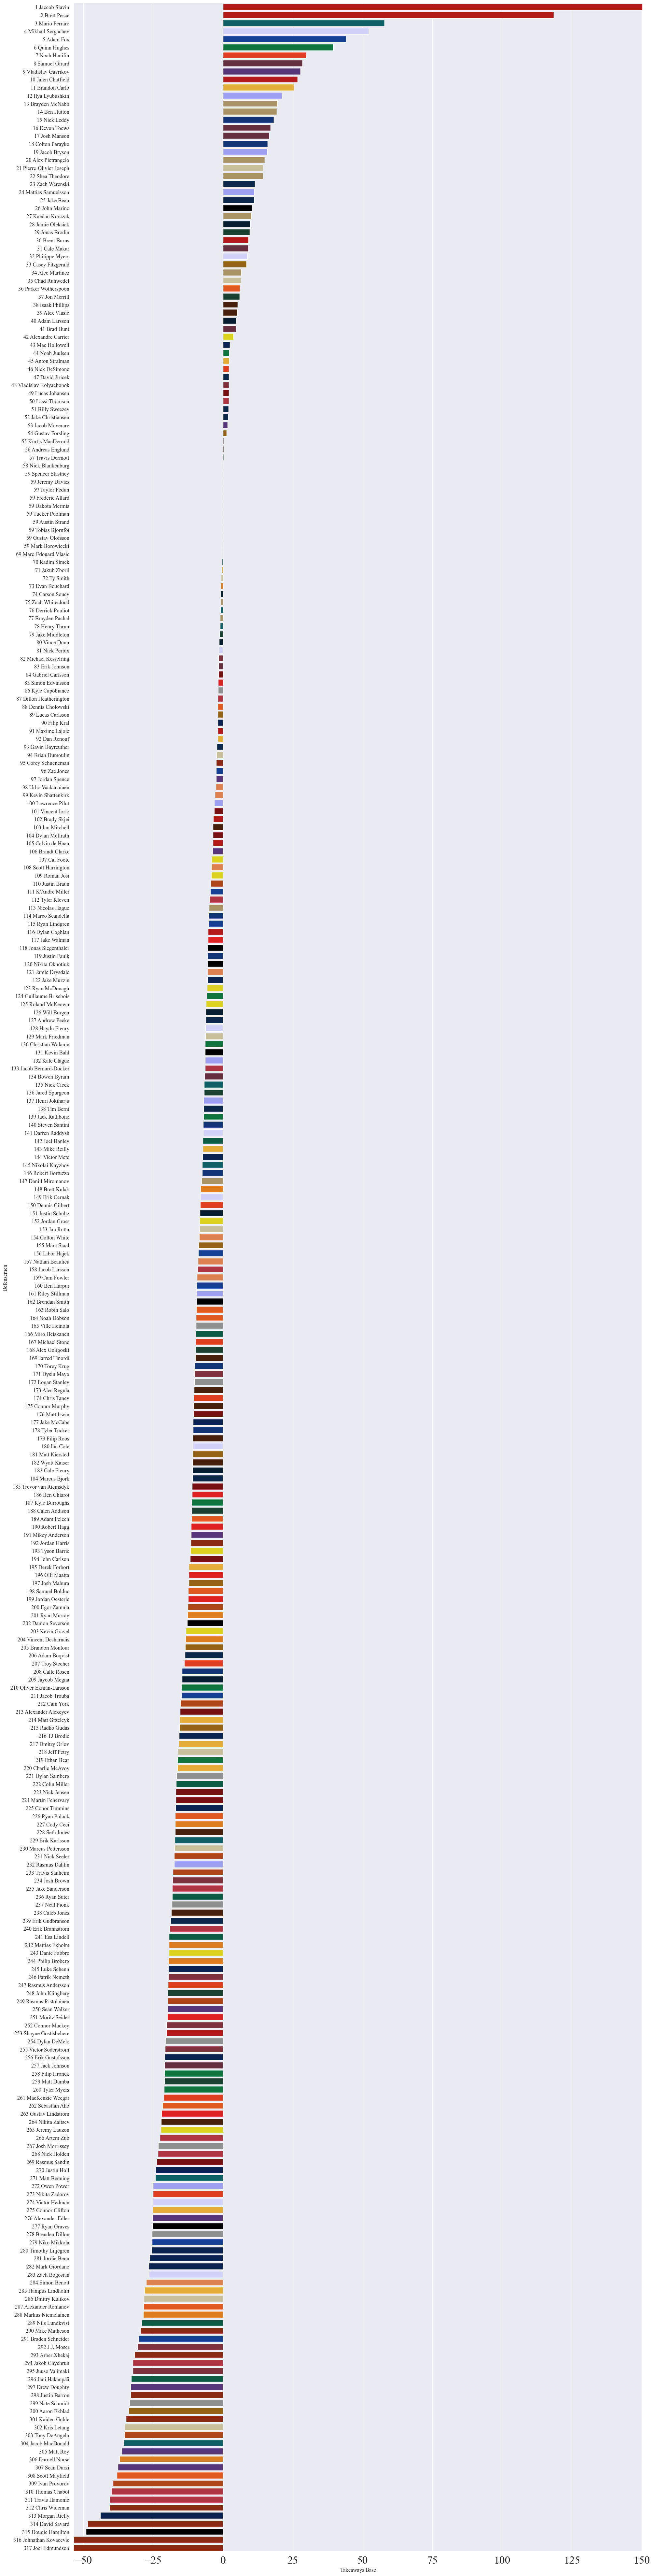 1 Jaccob Slavin
2 Brett Pesce
3 Mario Ferraro
4 Mikhail Sergachev
5 Adam Fox
6 Quinn Hughes
7 Noah Hanifin
8 Samuel Girard
9 Vladislav Gavrikov
10 Jalen Chatfield
11 Brandon Carlo
12 Ilya Lyubushkin
13 Brayden McNabb
14 Ben Hutton
15 Nick Leddy
16 Devon Toews
17 Josh Manson
18 Colton Parayko
19 Jacob Bryson
20 Alex Pietrangelo
21 Pierre-Olivier Joseph
22 Shea Theodore
23 Zach Werenski
24 Mattias Samuelsson
25 Jake Bean
26 John Marino
27 Kaedan Korczak
28 Jamie Oleksiak
29 Jonas Brodin
30 Brent Burns
31 Cale Makar
32 Philippe Myers
33 Casey Fitzgerald
34 Alec Martinez
35 Chad Ruhwedel
36 Parker Wotherspoon
37 Jon Merrill
38 Isaak Phillips
39 Alex Vlasic
40 Adam Larsson
41 Brad Hunt
42 Alexandre Carrier
43 Mac Hollowell
44 Noah Juulsen
45 Anton Stralman
46 Nick DeSimone
47 David Jiricek
48 Vladislav Kolyachonok
49 Lucas Johansen
50 Lassi Thomson
51 Billy Sweezey
52 Jake Christiansen
53 Jacob Moverare
54 Gustav Forsling
55 Kurtis MacDermid
56 Andreas Englund
57 Travis Dermott
58 Nick Blankenburg
59 Spencer Stastney
59 Jeremy Davies
59 Taylor Fedun
59 Frederic Allard
59 Dakota Mermis
59 Tucker Poolman
59 Austin Strand
59 Tobias Bjornfot
59 Gustav Olofsson
59 Mark Borowiecki
69 Marc-Edouard Vlasic
70 Radim Simek
71 Jakub Zboril
72 Ty Smith
73 Evan Bouchard
74 Carson Soucy
75 Zach Whitecloud
76 Derrick Pouliot
77 Brayden Pachal
78 Henry Thrun
79 Jake Middleton
80 Vince Dunn
81 Nick Perbix
82 Michael Kesselring
83 Erik Johnson
84 Gabriel Carlsson
85 Simon Edvinsson
86 Kyle Capobianco
87 Dillon Heatherington
88 Dennis Cholowski
89 Lucas Carlsson
90 Filip Kral
91 Maxime Lajoie
92 Dan Renouf
93 Gavin Bayreuther
94 Brian Dumoulin
95 Corey Schueneman
96 Zac Jones
97 Jordan Spence
98 Urho Vaakanainen
99 Kevin Shattenkirk
100 Lawrence Pilut
101 Vincent Iorio
102 Brady Skjei
103 Ian Mitchell
104 Dylan McIlrath
105 Calvin de Haan
106 Brandt Clarke
107 Cal Foote
108 Scott Harrington
109 Roman Josi
110 Justin Braun
111 K'Andre Miller
112 Tyler Kleven
113 Nicolas Hague
114 Marco Scandella
115 Ryan Lindgren
116 Dylan Coghlan
117 Jake Walman
118 Jonas Siegenthaler
119 Justin Faulk
120 Nikita Okhotiuk
121 Jamie Drysdale
122 Jake Muzzin
123 Ryan McDonagh
124 Guillaume Brisebois
125 Roland McKeown
126 Will Borgen
127 Andrew Peeke
128 Haydn Fleury
129 Mark Friedman
130 Christian Wolanin
131 Kevin Bahl
132 Kale Clague
133 Jacob Bernard-Docker
134 Bowen Byram
135 Nick Cicek
136 Jared Spurgeon
137 Henri Jokiharju
138 Tim Berni
139 Jack Rathbone
140 Steven Santini
141 Darren Raddysh
142 Joel Hanley
143 Mike Reilly
144 Victor Mete
145 Nikolai Knyzhov
146 Robert Bortuzzo
147 Daniil Miromanov
148 Brett Kulak
149 Erik Cernak
150 Dennis Gilbert
151 Justin Schultz
152 Jordan Gross
153 Jan Rutta
154 Colton White
155 Marc Staal
156 Libor Hajek
157 Nathan Beaulieu
158 Jacob Larsson
159 Cam Fowler
160 Ben Harpur
161 Riley Stillman
162 Brendan Smith
163 Robin Salo
164 Noah Dobson
165 Ville Heinola
166 Miro Heiskanen
167 Michael Stone
168 Alex Goligoski
169 Jarred Tinordi
170 Torey Krug
171 Dysin Mayo
172 Logan Stanley
173 Alec Regula
174 Chris Tanev
175 Connor Murphy
176 Matt Irwin
177 Jake McCabe
178 Tyler Tucker
179 Filip Roos
180 Ian Cole
181 Matt Kiersted
182 Wyatt Kaiser
183 Cale Fleury
184 Marcus Bjork
185 Trevor van Riemsdyk
186 Ben Chiarot
187 Kyle Burroughs
188 Calen Addison
189 Adam Pelech
190 Robert Hagg
191 Mikey Anderson
192 Jordan Harris
193 Tyson Barrie
194 John Carlson
195 Derek Forbort
196 Olli Maatta
197 Josh Mahura
198 Samuel Bolduc
199 Jordan Oesterle
200 Egor Zamula
201 Ryan Murray
202 Damon Severson
203 Kevin Gravel
204 Vincent Desharnais
205 Brandon Montour
206 Adam Boqvist
207 Troy Stecher
208 Calle Rosen
209 Jaycob Megna
210 Oliver Ekman-Larsson
211 Jacob Trouba
212 Cam York
213 Alexander Alexeyev
214 Matt Grzelcyk
215 Radko Gudas
216 TJ Brodie
217 Dmitry Orlov
218 Jeff Petry
219 Ethan Bear
220 Charlie McAvoy
221 Dylan Samberg
222 Colin Miller
223 Nick Jensen
224 Martin Fehervary
225 Conor Timmins
226 Ryan Pulock
227 Cody Ceci
228 Seth Jones
229 Erik Karlsson
230 Marcus Pettersson
231 Nick Seeler
232 Rasmus Dahlin
233 Travis Sanheim
234 Josh Brown
235 Jake Sanderson
236 Ryan Suter
237 Neal Pionk
238 Caleb Jones
239 Erik Gudbranson
240 Erik Brannstrom
241 Esa Lindell
242 Mattias Ekholm
243 Dante Fabbro
244 Philip Broberg
245 Luke Schenn
246 Patrik Nemeth
247 Rasmus Andersson
248 John Klingberg
249 Rasmus Ristolainen
250 Sean Walker
251 Moritz Seider
252 Connor Mackey
253 Shayne Gostisbehere
254 Dylan DeMelo
255 Victor Soderstrom
256 Erik Gustafsson
257 Jack Johnson
258 Filip Hronek
259 Matt Dumba
260 Tyler Myers
261 MacKenzie Weegar
262 Sebastian Aho
263 Gustav Lindstrom
264 Nikita Zaitsev
265 Jeremy Lauzon
266 Artem Zub
267 Josh Morrissey
268 Nick Holden
269 Rasmus Sandin
270 Justin Holl
271 Matt Benning
272 Owen Power
273 Nikita Zadorov
274 Victor Hedman
275 Connor Clifton
276 Alexander Edler
277 Ryan Graves
278 Brenden Dillon
279 Niko Mikkola
280 Timothy Liljegren
281 Jordie Benn
282 Mark Giordano
283 Zach Bogosian
284 Simon Benoit
285 Hampus Lindholm
286 Dmitry Kulikov
287 Alexander Romanov
288 Markus Niemelainen
289 Nils Lundkvist
290 Mike Matheson
291 Braden Schneider
292 J.J. Moser
293 Arber Xhekaj
294 Jakob Chychrun
295 Juuso Valimaki
296 Jani Hakanpää
297 Drew Doughty
298 Justin Barron
299 Nate Schmidt
300 Aaron Ekblad
301 Kaiden Guhle
302 Kris Letang
303 Tony DeAngelo
304 Jacob MacDonald
305 Matt Roy
306 Darnell Nurse
307 Sean Durzi
308 Scott Mayfield
309 Ivan Provorov
310 Thomas Chabot
311 Travis Hamonic
312 Chris Wideman
313 Morgan Rielly
314 David Savard
315 Dougie Hamilton
316 Johnathan Kovacevic
317 Joel Edmundson
Defensemen
−50 −25 0 25 50 75 100 125 150
Takeaways Base